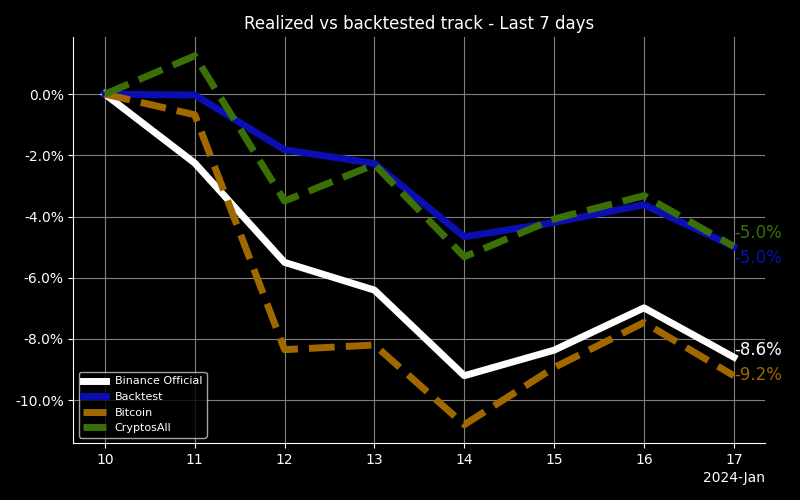 Realized vs backtested track - Last 7 days
0.0%
-2.0%
-4.0%
-6.0%
-8.0%
-10.0%
-5.0%
-5.0%
-8.6%
-9.2%
Binance Official
Backtest
Bitcoin
CryptosAll
10 11 12 13 14 15 16 17
2024-Jan